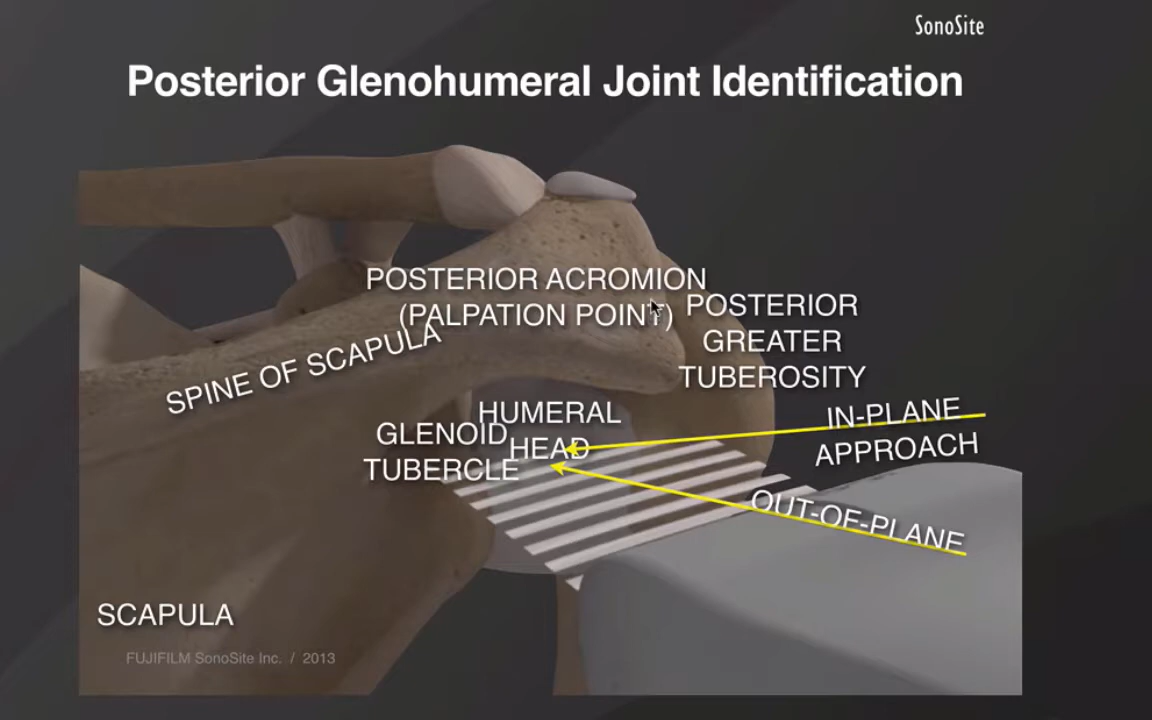 SonoSite
Posterior Glenohumeral Joint Identification
POSTERIOR ACROMION
(PALPATION POINT)
POSTERIOR
GREATER
TUBEROSITY
SPINE OF SCAPULA
HUMERAL
HEAD
GLENOID
TUBERCLE
IN-PLANE
APPROACH
OUT-OF-PLANE
SCAPULA
FUJIFILM SonoSite Inc. / 2013